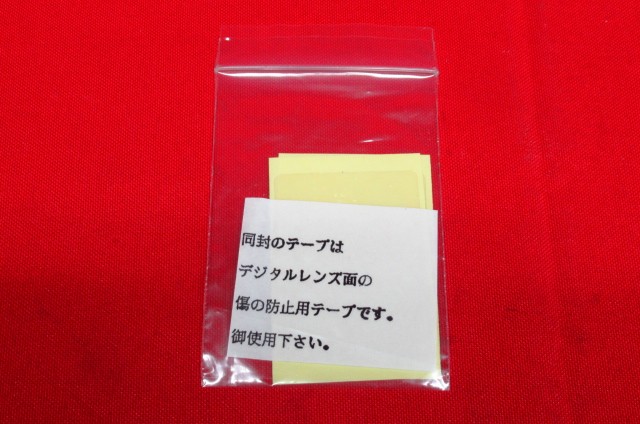 同封のテープは
デジタルレンズ面の
傷の防止用テープです。
御使用下さい。